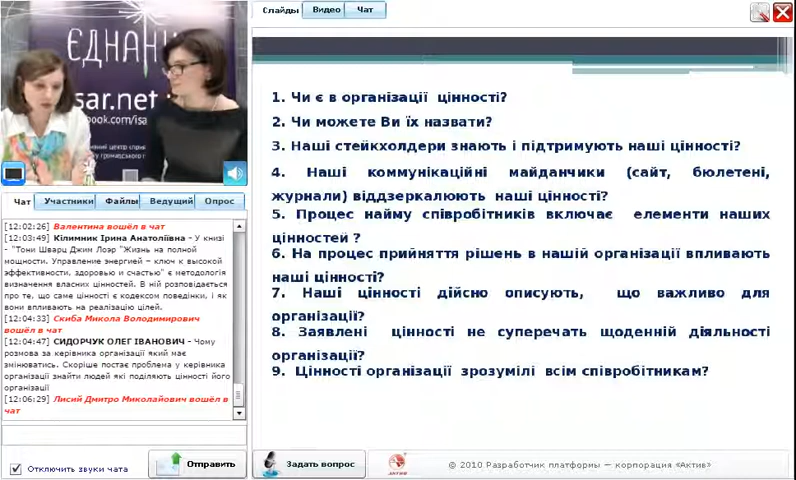 ЄДНАНН
sar.net
book.com/isa
Слайды Видео Чат
1. Чи є в організації цінності?
2. Чи можете Ви їх назвати?
3. Наші стейкхолдери знають і підтримують наші цінності?
4. Наші комунікаційні майданчики (сайт, бюлетені,
журнали) віддзеркалюють наші цінності?
5. Процес найму співробітників включає елементи наших
цінностей ?
6. На процес прийняття рішень в нашій організації впливають
наші цінності?
7. Наші цінності дійсно описують, що важливо для
організації?
8. Заявлені цінності не суперечать щоденній діяльності
організації?
9. Цінності організації зрозумілі всім співробітникам?
Чат Участники Файлы Ведущий Опрос
[12:02:26] Валентина вошёл в чат
[12:03:49] Кілимник Ірина Анатоліївна - У книзі
- "Тони Шварц Джим Лоэр "Жизнь на полной
мощности. Управление энергией – ключ к высокой
эффективности, здоровью и счастью" є методологія
визначення власних цінностей. В ній розповідається
про те, що саме цінності є кодексом поведінки, і як
вони впливають на реалізацію цілей.
[12:04:33] Скиба Микола Володимирович
вошёл в чат
[12:04:47] СИДОРЧУК ОЛЕГ ІВАНОВИЧ - Чому
розмова за керівника організації який має
змінюватись. Скоріше постає проблема у керівника
організації знайти людей які поділяють цінності його
організації
[12:06:29] Лисий Дмитро Миколайович вошёл в
чат
Отключить звуки чата
Отправить
Задать вопрос
АКТИВ
© 2010 Разработчик платформы — корпорация «Актив»